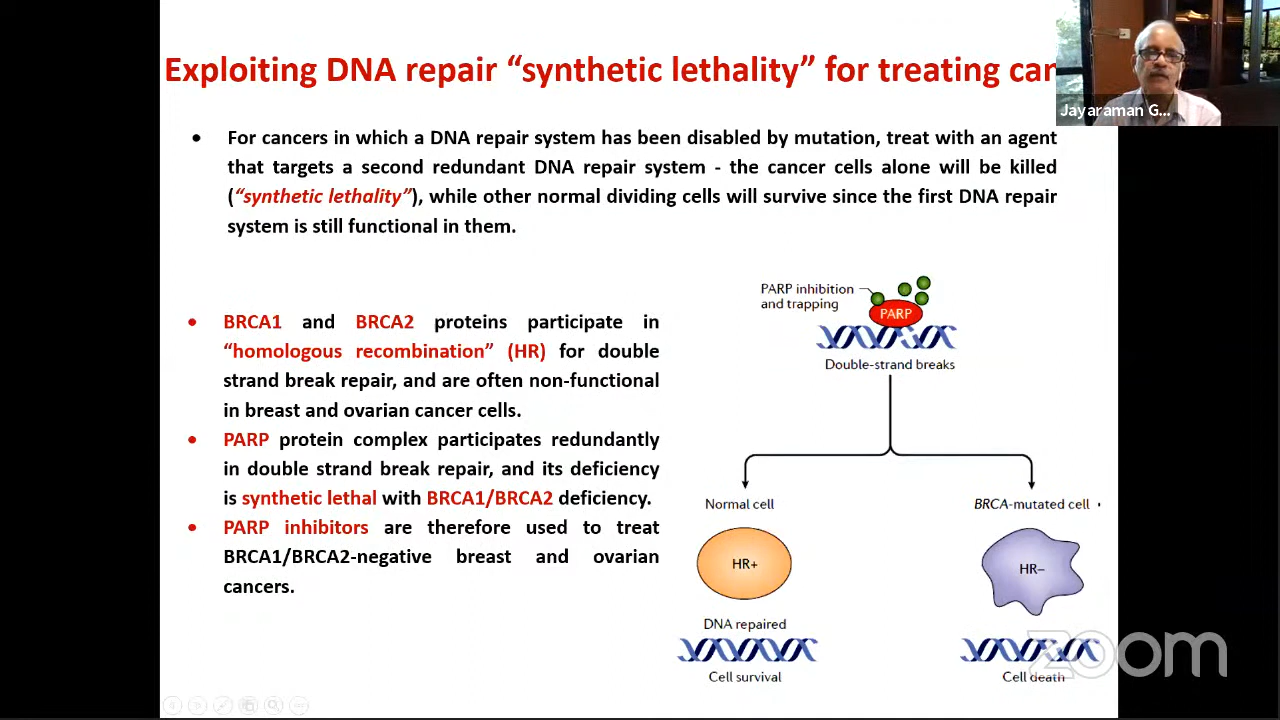 Exploiting DNA repair “synthetic lethality” for treating can
Jayaraman G...
• For cancers in which a DNA repair system has been disabled by mutation, treat with an agent
that targets a second redundant DNA repair system - the cancer cells alone will be killed
(“synthetic lethality”), while other normal dividing cells will survive since the first DNA repair
system is still functional in them.
• BRCA1 and BRCA2 proteins participate in
“homologous recombination” (HR) for double
strand break repair, and are often non-functional
in breast and ovarian cancer cells.
• PARP protein complex participates redundantly
in double strand break repair, and its deficiency
is synthetic lethal with BRCA1/BRCA2 deficiency.
• PARP inhibitors are therefore used to treat
BRCA1/BRCA2-negative breast and ovarian
cancers.
PARP inhibition
and trapping
PARP
Double-strand breaks
Normal cell
BRCA-mutated cell
HR+
HR–
DNA repaired
Cell survival
Cell death
zoom